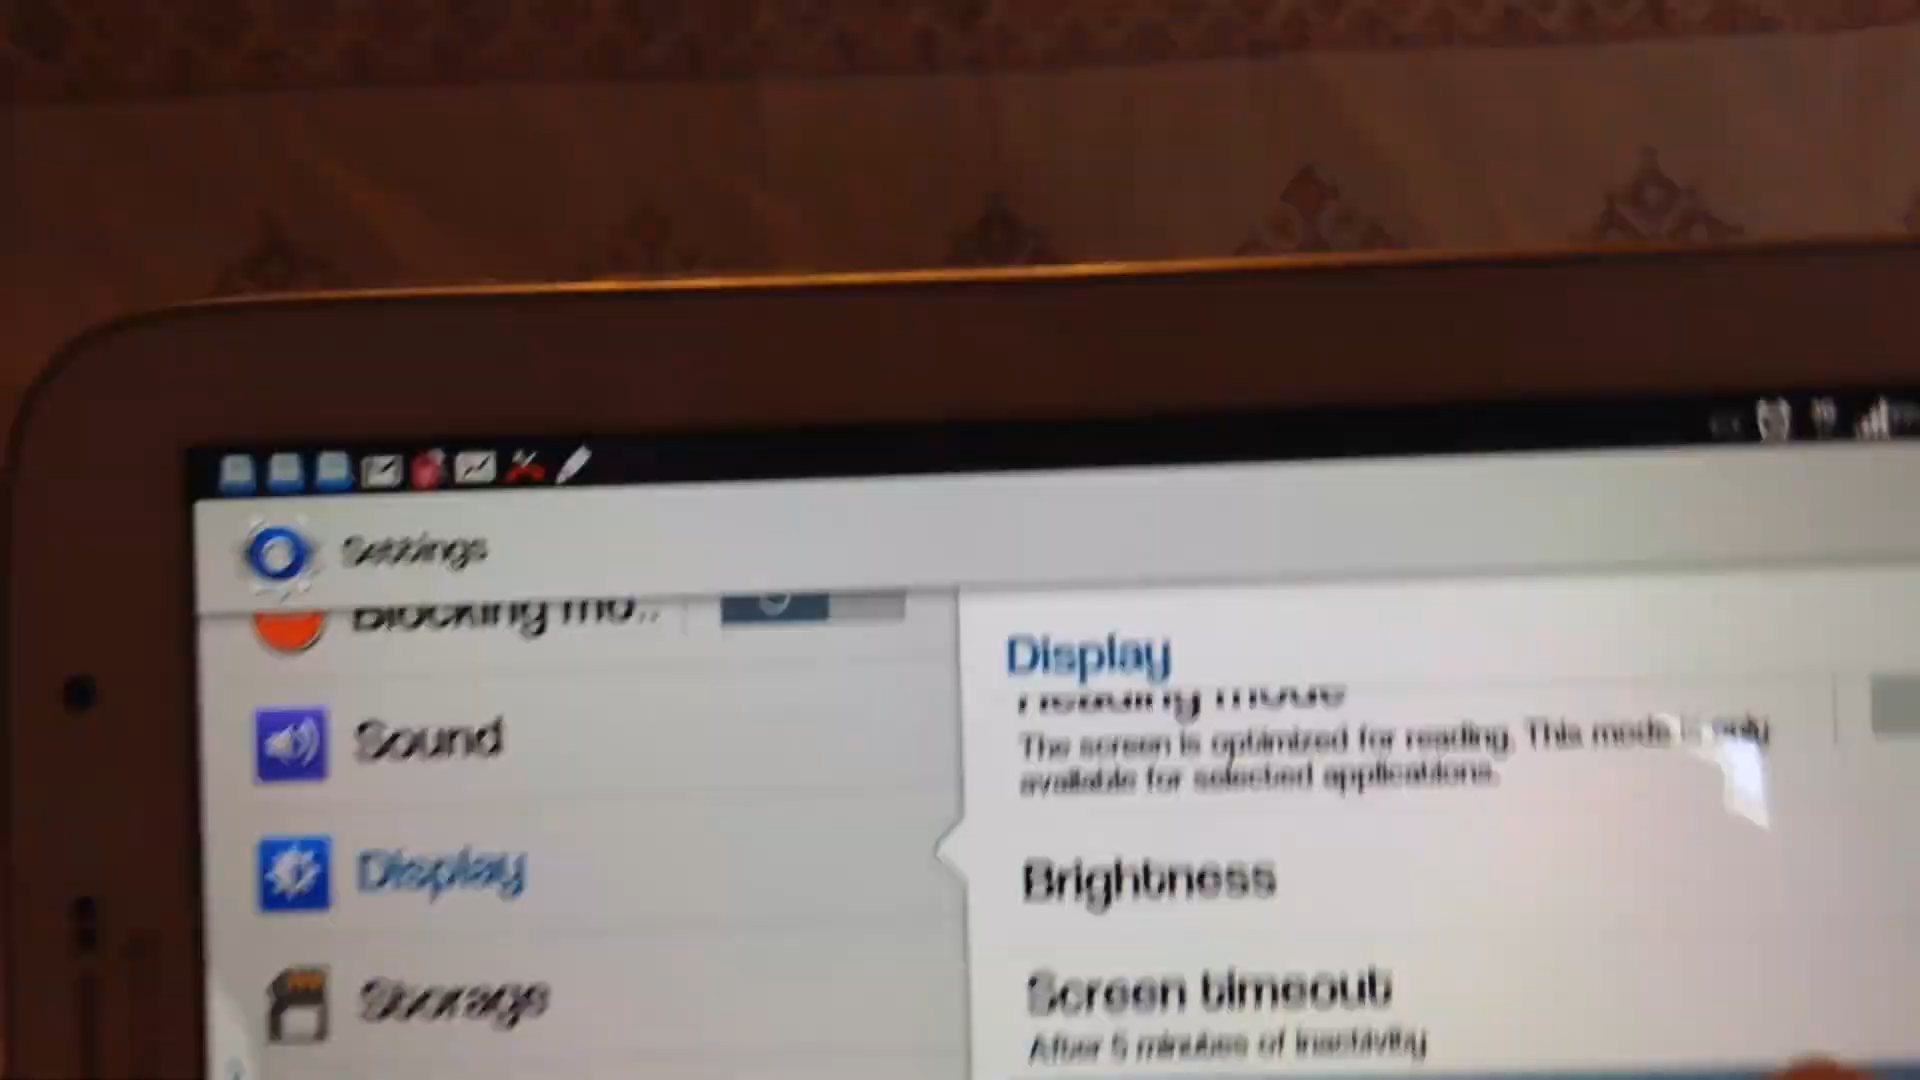 Settings
Blocking mo..
Sound
Display
Storage
Display
Reading mode
The screen is optimized for reading. This mode is only
available for selected applications.
Brightness
Screen timeout
After 5 minutes of inactivity